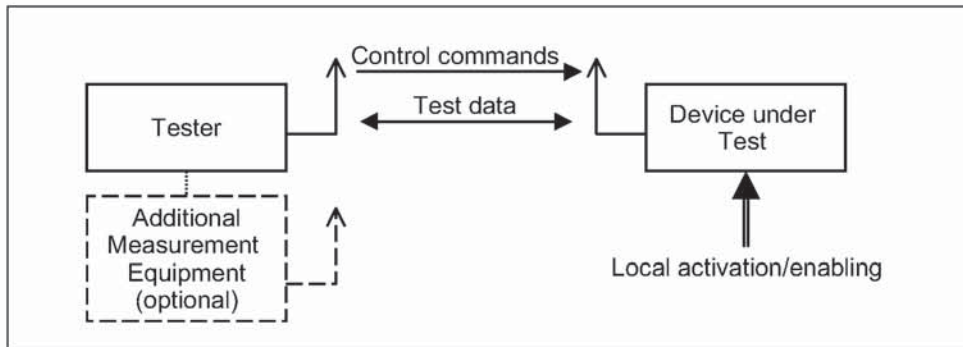 Control commands
Test data
Tester
Device under
Test
Additional
Measurement
Equipment
(optional)
Local activation/enabling